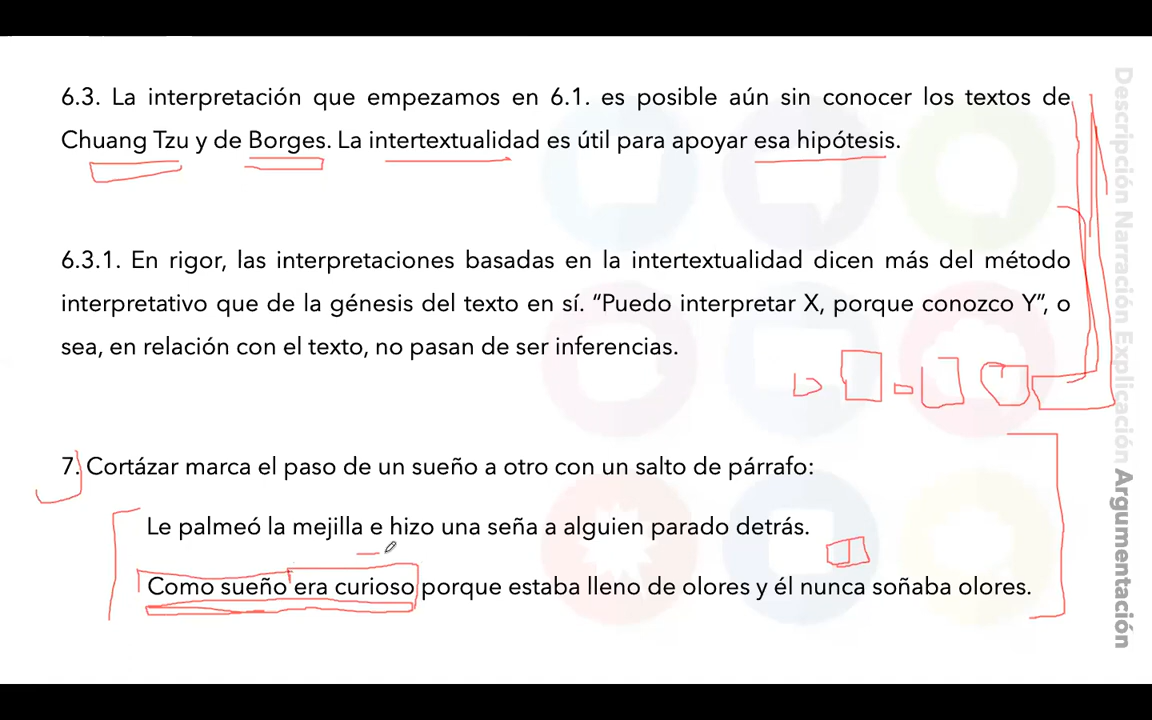 6.3. La interpretación que empezamos en 6.1. es posible aún sin conocer los textos de
Chuang Tzu y de Borges. La intertextualidad es útil para apoyar esa hipótesis.
6.3.1. En rigor, las interpretaciones basadas en la intertextualidad dicen más del método
interpretativo que de la génesis del texto en sí. “Puedo interpretar X, porque conozco Y”, o
sea, en relación con el texto, no pasan de ser inferencias.
7. Cortázar marca el paso de un sueño a otro con un salto de párrafo:
Le palmeó la mejilla e hizo una seña a alguien parado detrás.
Como sueño era curioso porque estaba lleno de olores y él nunca soñaba olores.
Descripción Narración Explicación Argumentación